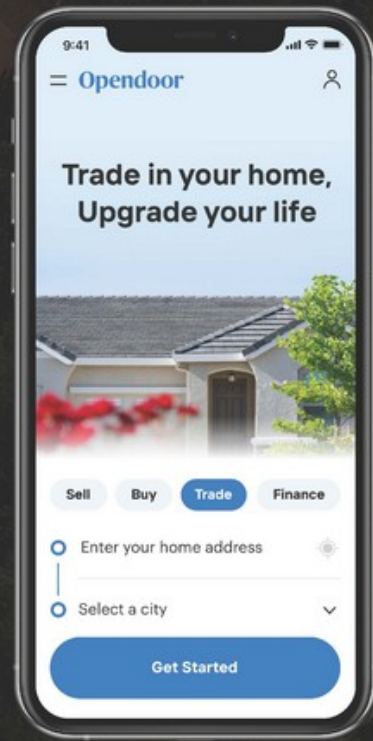 9:41
Opendoor
Trade in your home,
Upgrade your life
Sell Buy Trade Finance
Enter your home address
Select a city
Get Started